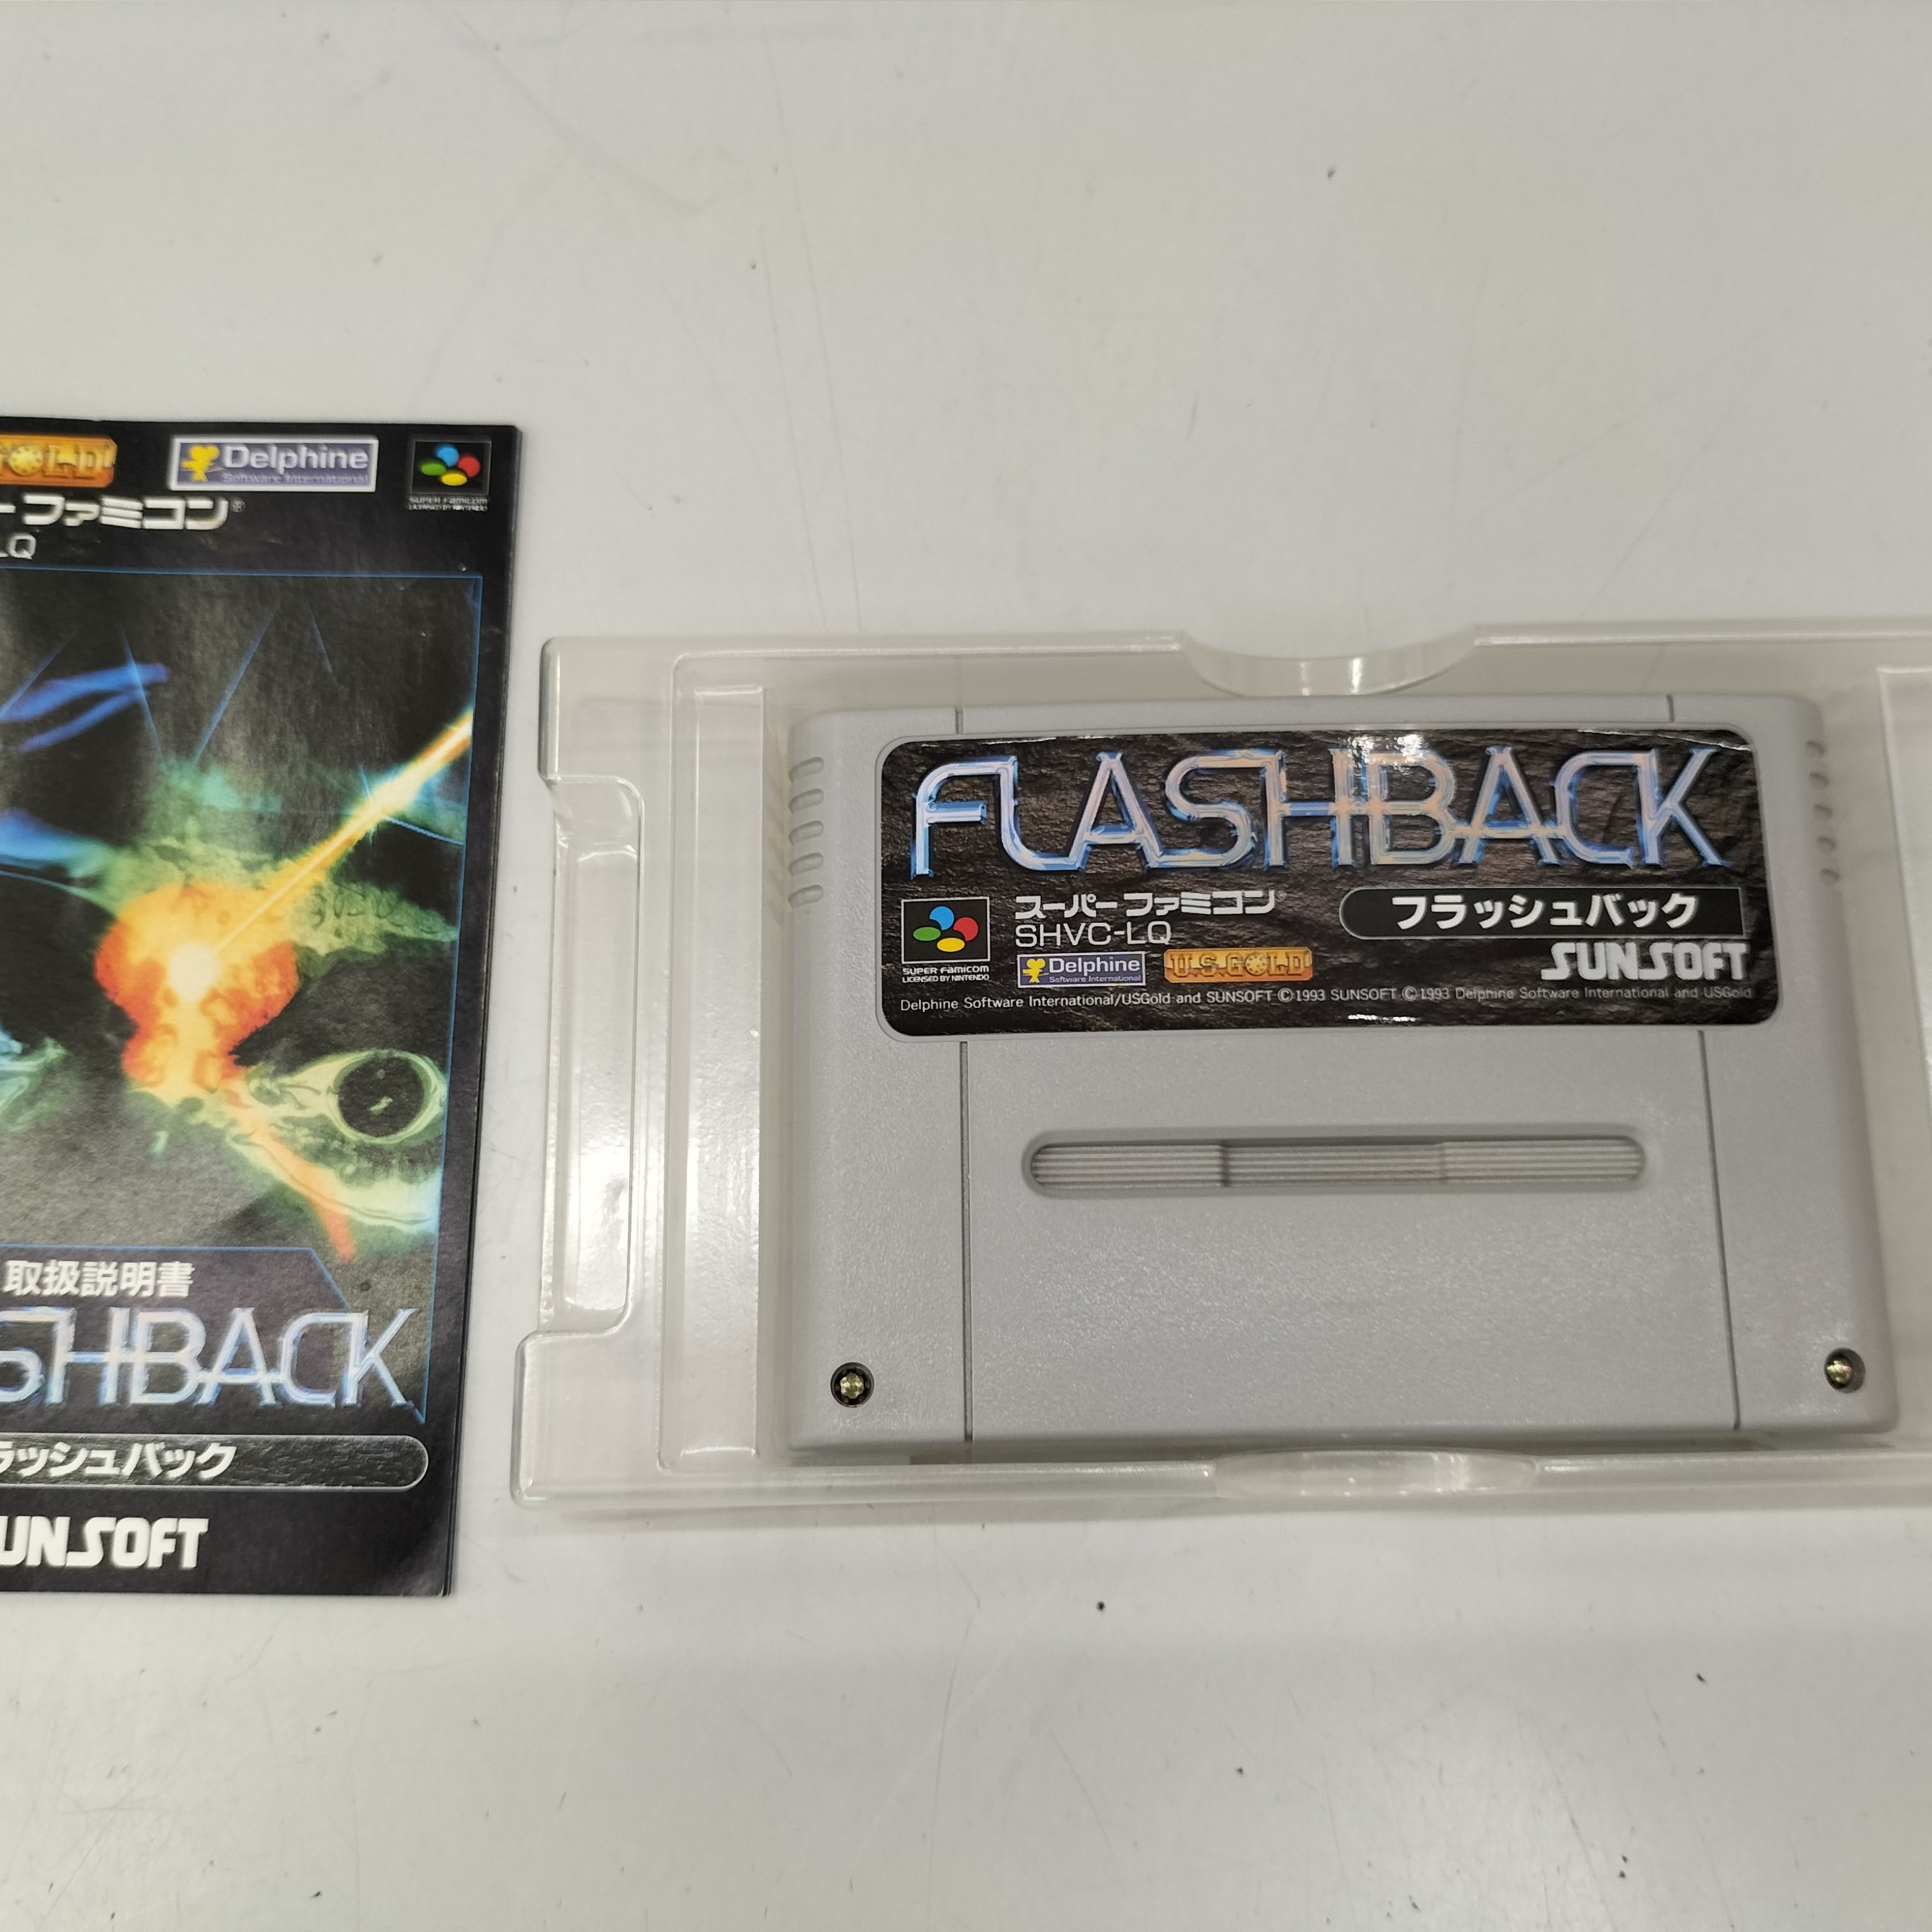 GOLD
Delphine
Software International
SUPER FAMICOM
LICENSED BY NINTENDO
ー ファミコン®
LQ
取扱説明書
SHBACK
ラッシュバック
UNSOFT
FLASHBACK
スーパー ファミコン®
SHVC-LQ
フラッシュバック
SUPER FAMICOM
LICENSED BY NINTENDO
Delphine
Software International
U.S.GOLD
SUNSOFT
Delphine Software International/USGold and SUNSOFT ©1993 SUNSOFT ©1993 Delphine Software International and USGold